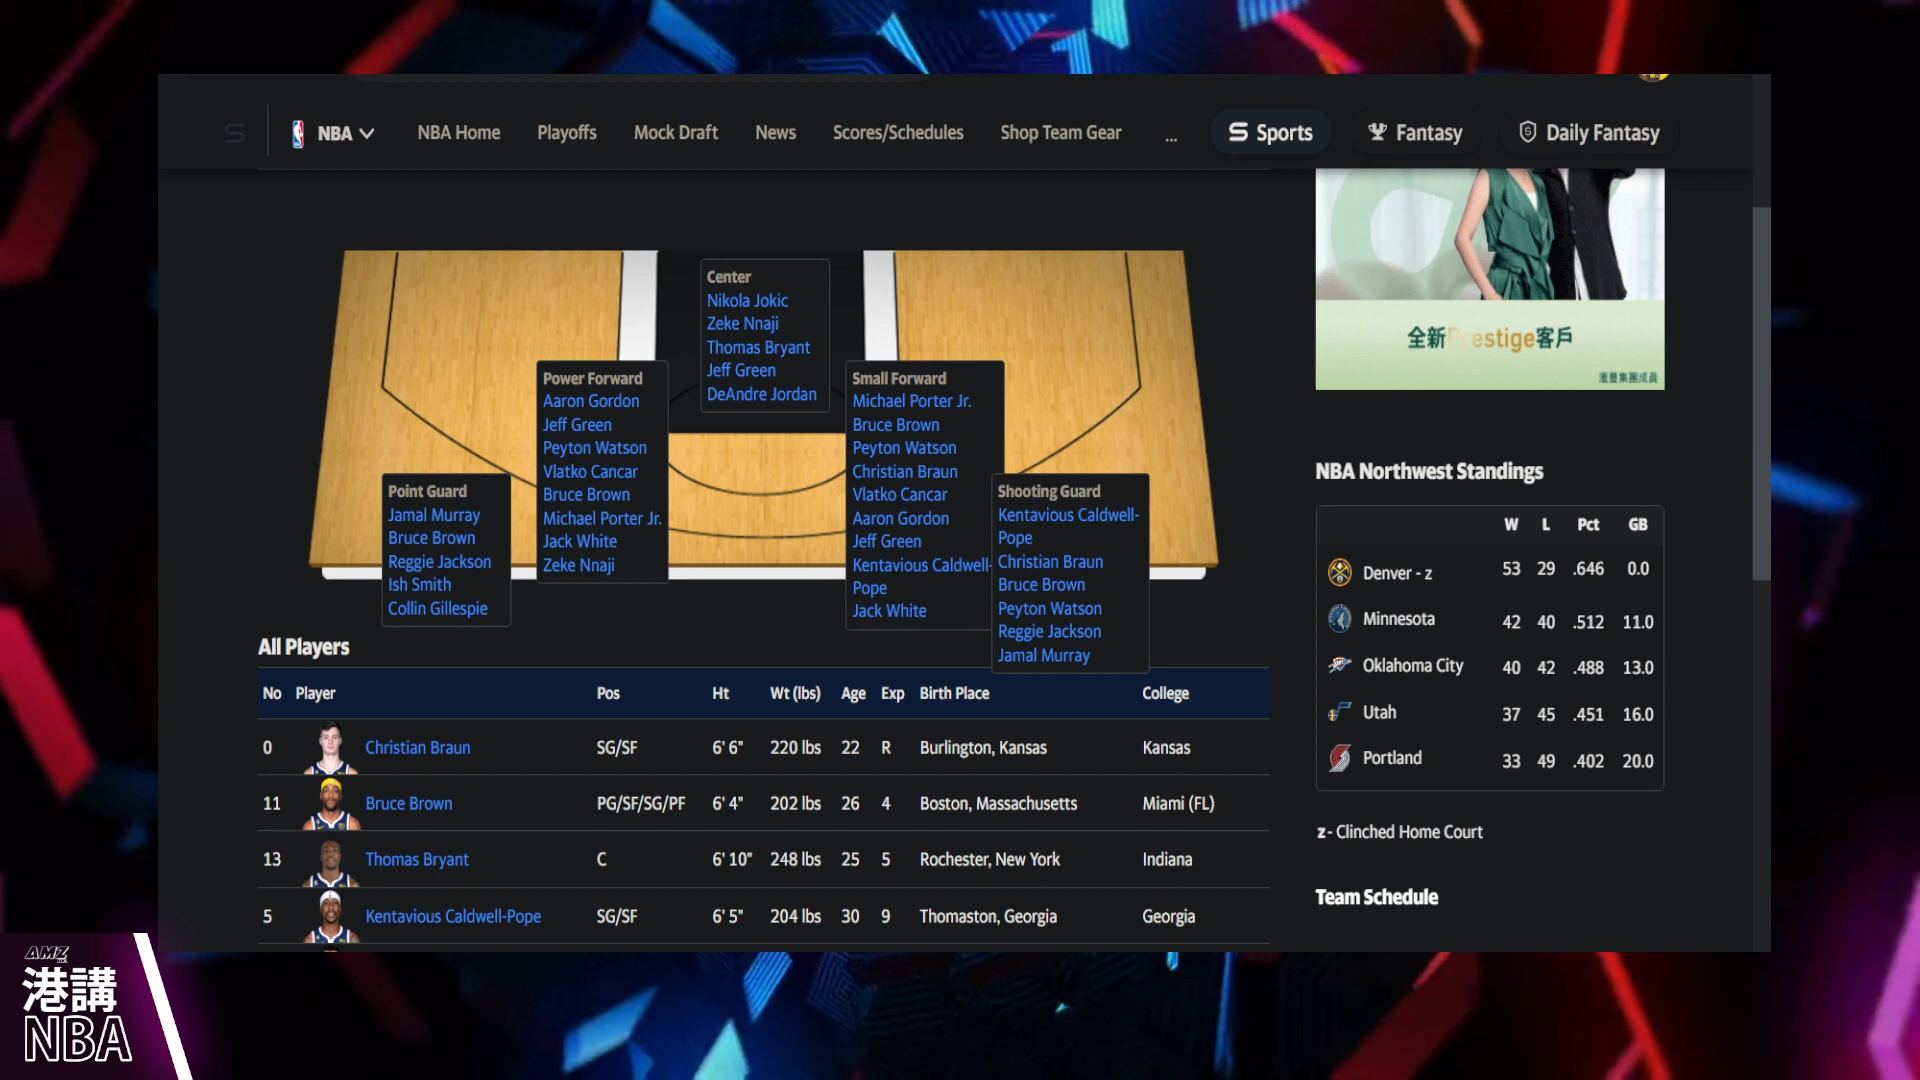 NBA
NBA Home
Playoffs
Mock Draft
News
Scores/Schedules
Shop Team Gear
...
Sports
Fantasy
Daily Fantasy
Center
Nikola Jokic
Zeke Nnaji
Thomas Bryant
Jeff Green
DeAndre Jordan
Power Forward
Aaron Gordon
Jeff Green
Peyton Watson
Vlatko Cancar
Bruce Brown
Michael Porter Jr.
Jack White
Zeke Nnaji
Small Forward
Michael Porter Jr.
Bruce Brown
Peyton Watson
Christian Braun
Vlatko Cancar
Aaron Gordon
Jeff Green
Kentavious Caldwell-
Pope
Jack White
Point Guard
Jamal Murray
Bruce Brown
Reggie Jackson
Ish Smith
Collin Gillespie
Shooting Guard
Kentavious Caldwell-
Pope
Christian Braun
Bruce Brown
Peyton Watson
Reggie Jackson
Jamal Murray
All Players
No Player Pos Ht Wt (lbs) Age Exp Birth Place College
0 Christian Braun SG/SF 6' 6" 220 lbs 22 R Burlington, Kansas Kansas
11 Bruce Brown PG/SF/SG/PF 6' 4" 202 lbs 26 4 Boston, Massachusetts Miami (FL)
13 Thomas Bryant C 6' 10" 248 lbs 25 5 Rochester, New York Indiana
5 Kentavious Caldwell-Pope SG/SF 6' 5" 204 lbs 30 9 Thomaston, Georgia Georgia
全新Prestige客戶
滙豐集團成員
NBA Northwest Standings
W L Pct GB
Denver - z 53 29 .646 0.0
Minnesota 42 40 .512 11.0
Oklahoma City 40 42 .488 13.0
Utah 37 45 .451 16.0
Portland 33 49 .402 20.0
z - Clinched Home Court
Team Schedule
AMZ
港講
NBA